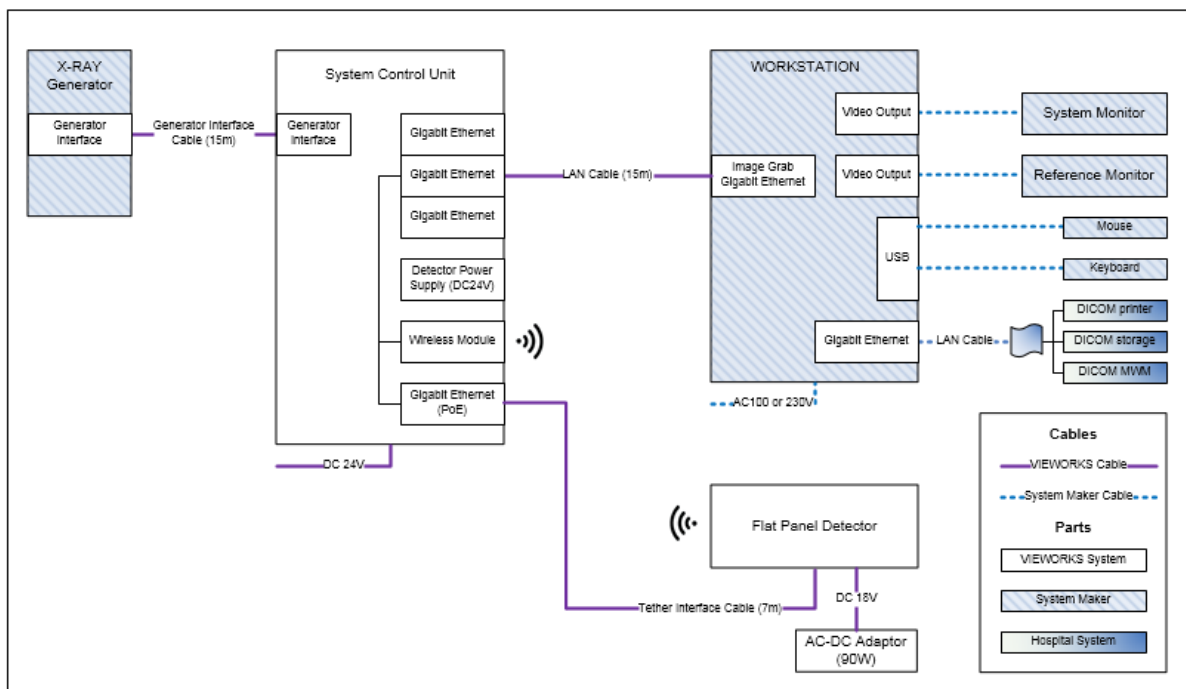 X-RAY
Generator
Generator
Interface
Generator Interface
Cable (15m)
System Control Unit
Generator
Interface
Gigabit Ethernet
Gigabit Ethernet
Gigabit Ethernet
Detector Power
Supply (DC24V)
Wireless Module
Gigabit Ethernet
(PoE)
DC 24V
LAN Cable (15m)
WORKSTATION
Image Grab
Gigabit Ethernet
Video Output
Video Output
USB
Gigabit Ethernet
AC100 or 230V
System Monitor
Reference Monitor
Mouse
Keyboard
LAN Cable
DICOM printer
DICOM storage
DICOM MWM
Flat Panel Detector
Tether Interface Cable (7m)
DC 18V
AC-DC Adaptor
(90W)
Cables
VIEWORKS Cable
System Maker Cable
Parts
VIEWORKS System
System Maker
Hospital System